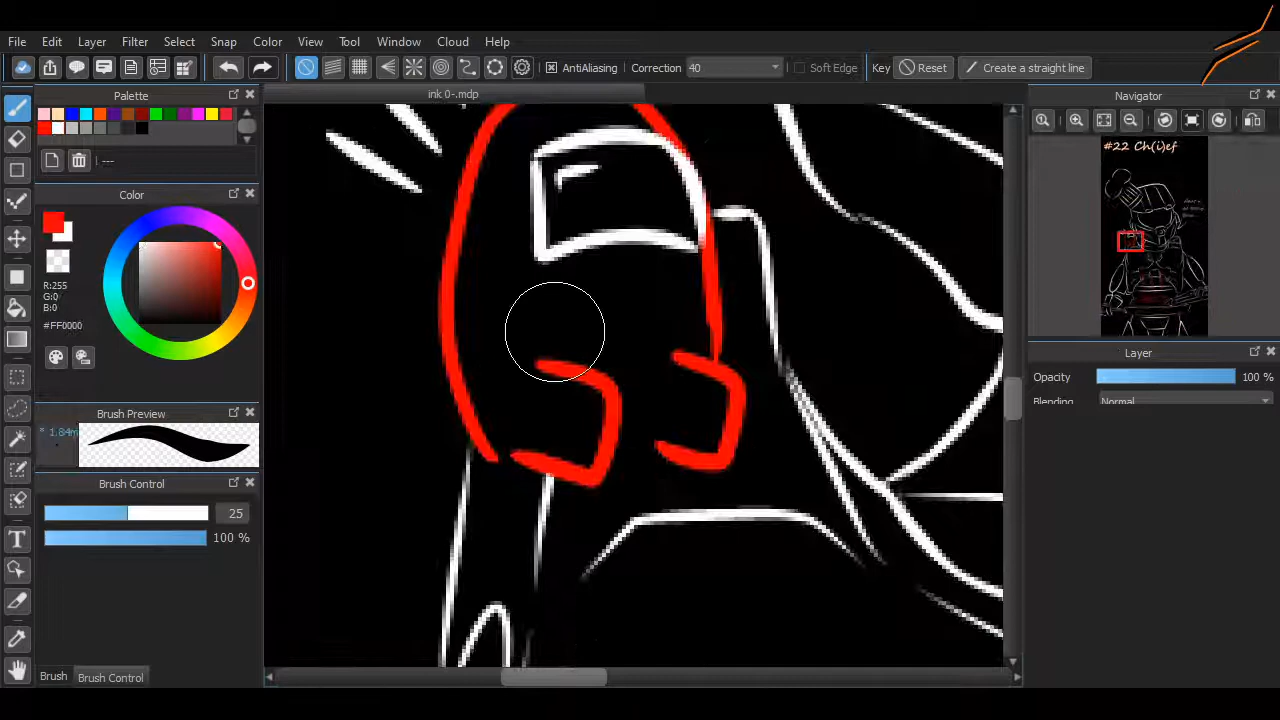 File Edit Layer Filter Select Snap Color View Tool Window Cloud Help
AntiAliasing Correction 40 Soft Edge Key Reset Create a straight line
Palette
ink 0-.mdp
Navigator
---
#22 Ch(i)ef
Color
R:255
G:0
B:0
#FF0000
Layer
Opacity 100 %
Blending Normal
Brush Preview
* 1.84m
Brush Control
25
100 %
T
Brush Brush Control